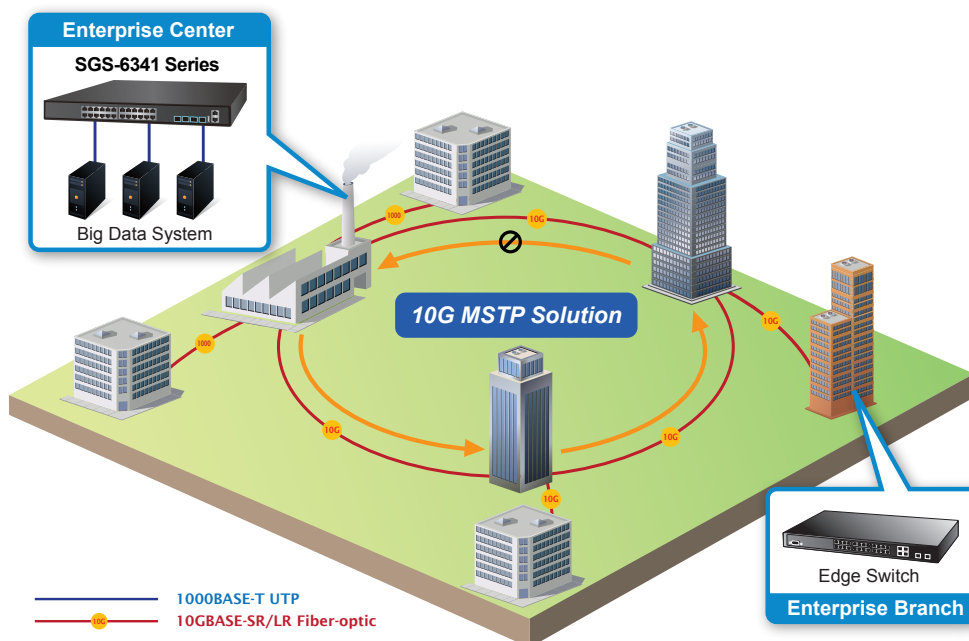 Enterprise Center
SGS-6341 Series
Big Data System
1000
10G
10G MSTP Solution
10G
1000
10G
10G
10G
Edge Switch
Enterprise Branch
1000BASE-T UTP
10G
10GBASE-SR/LR Fiber-optic